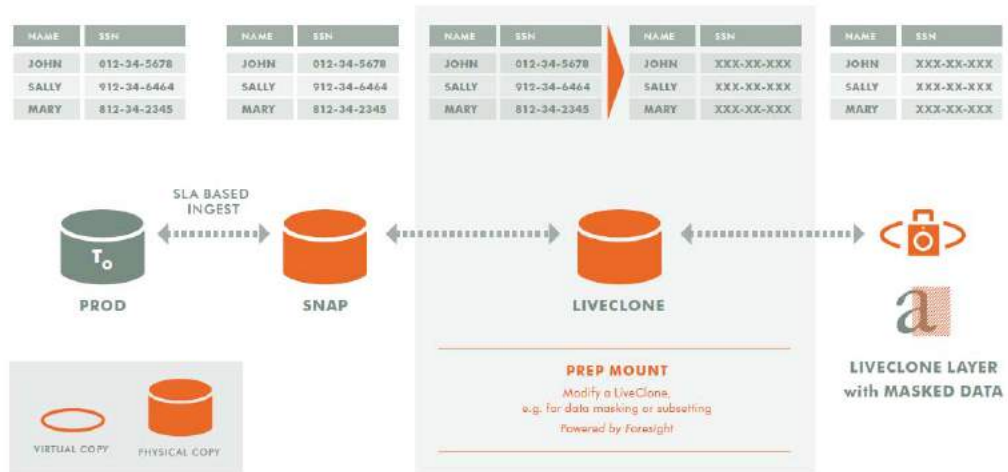 NAME SSN
JOHN 012-34-5678
SALLY 912-34-6464
MARY 812-34-2345
NAME SSN
JOHN 012-34-5678
SALLY 912-34-6464
MARY 812-34-2345
NAME SSN
JOHN 012-34-5678
SALLY 912-34-6464
MARY 812-34-2345
NAME SSN
JOHN XXX-XX-XXX
SALLY XXX-XX-XXX
MARY XXX-XX-XXX
NAME SSN
JOHN XXX-XX-XXX
SALLY XXX-XX-XXX
MARY XXX-XX-XXX
SLA BASED
INGEST
To
PROD
SNAP
LIVECLONE
a
PREP MOUNT
Modify a LiveClone,
e.g. for data masking or subsetting
Powered by Foresight
LIVECLONE LAYER
with MASKED DATA
VIRTUAL COPY
PHYSICAL COPY